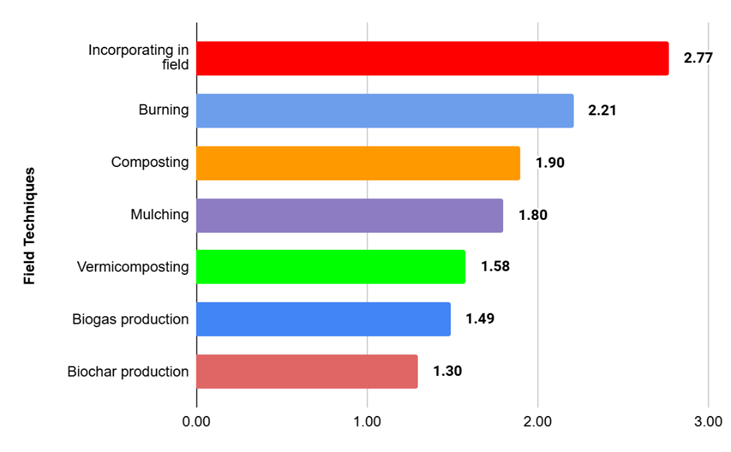 Incorporating in
field
2.77
Burning
2.21
Composting
1.90
Mulching
1.80
Vermicomposting
1.58
Biogas production
1.49
Biochar production
1.30
Field Techniques
0.00 1.00 2.00 3.00